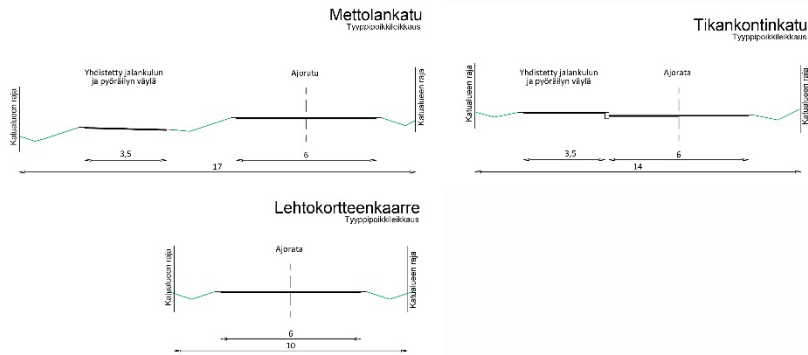 Mettolankatu
Tyyppipoikkileikkaus
Katualueen raja
Yhdistetty jalankulun
ja pyöräilyn väylä
Ajorata
Katualueen raja
3,5
6
17
Tikankontinkatu
Tyyppipoikkileikkaus
Katualueen raja
Yhdistetty jalankulun
ja pyöräilyn väylä
Ajorata
Katualueen raja
3,5
6
14
Lehtokortteenkaarre
Tyyppipoikkileikkaus
Katualueen raja
Ajorata
Katualueen raja
6
10